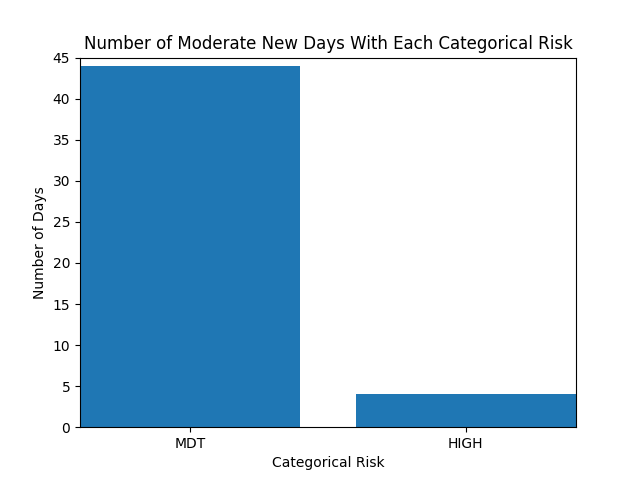 Number of Moderate New Days With Each Categorical Risk
45
40
35
30
25
20
15
10
5
0
Number of Days
MDT
HIGH
Categorical Risk